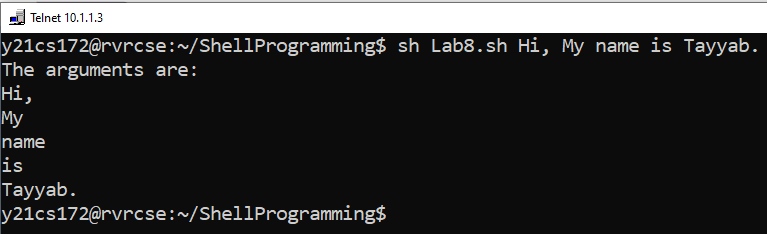 Telnet 10.1.1.3
y21cs172@rvrcse:~/ShellProgramming$ sh Lab8.sh Hi, My name is Tayyab.
The arguments are:
Hi,
My
name
is
Tayyab.
y21cs172@rvrcse:~/ShellProgramming$